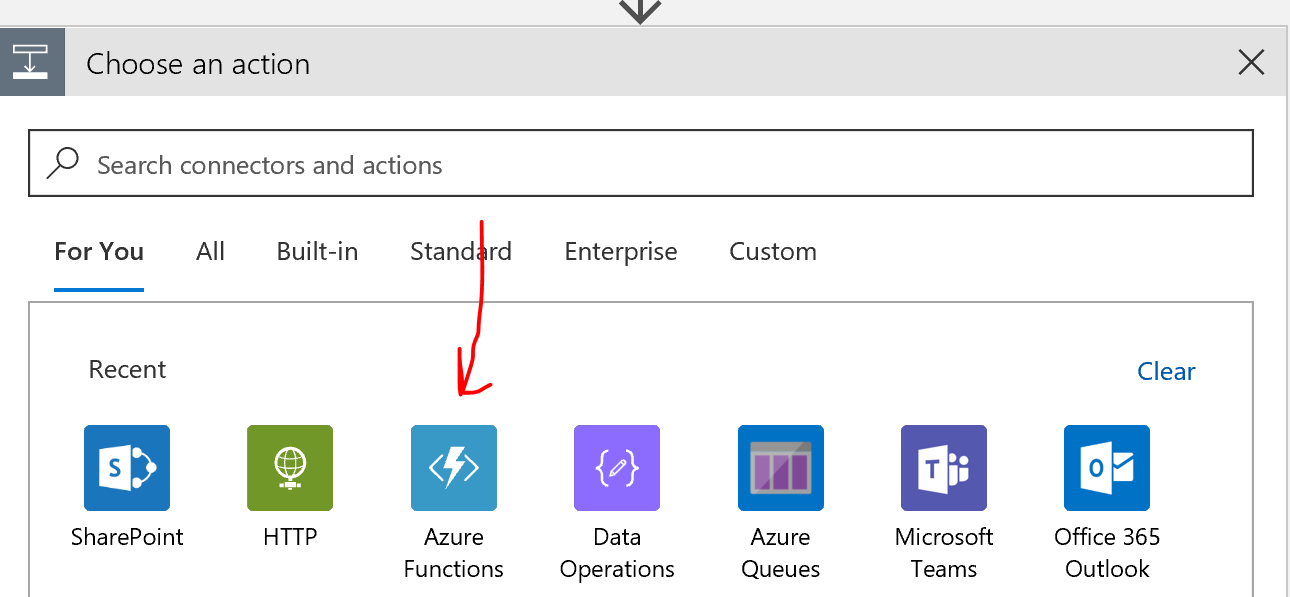 Choose an action
Search connectors and actions
For You All Built-in Standard Enterprise Custom
Recent Clear
S T O
SharePoint HTTP Azure Functions Data Operations Azure Queues Microsoft Teams Office 365 Outlook